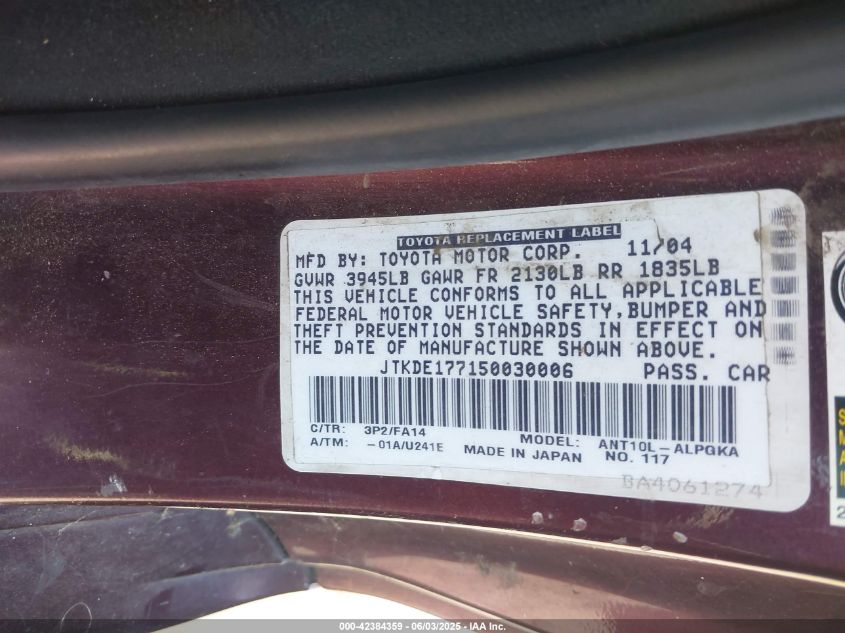 TOYOTA REPLACEMENT LABEL
MFD BY: TOYOTA MOTOR CORP. 11/04
GVWR 3945LB GAWR FR 2130LB RR 1835LB
THIS VEHICLE CONFORMS TO ALL APPLICABLE
FEDERAL MOTOR VEHICLE SAFETY, BUMPER AND
THEFT PREVENTION STANDARDS IN EFFECT ON
THE DATE OF MANUFACTURE SHOWN ABOVE.
JTKDE177150030006 PASS. CAR
C/TR: 3P2/FA14 MODEL: ANT10L-ALPGKA
A/TM: -01A/U241E MADE IN JAPAN NO. 117
BA4061274
000-42384359 - 06/03/2025 - IAA Inc.